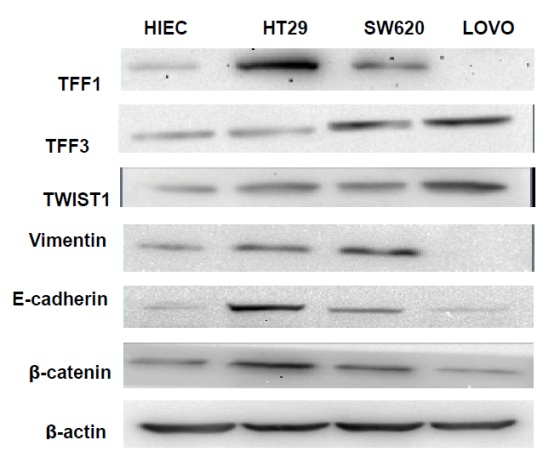 HIEC HT29 SW620 LOVO
TFF1
TFF3
TWIST1
Vimentin
E-cadherin
β-catenin
β-actin